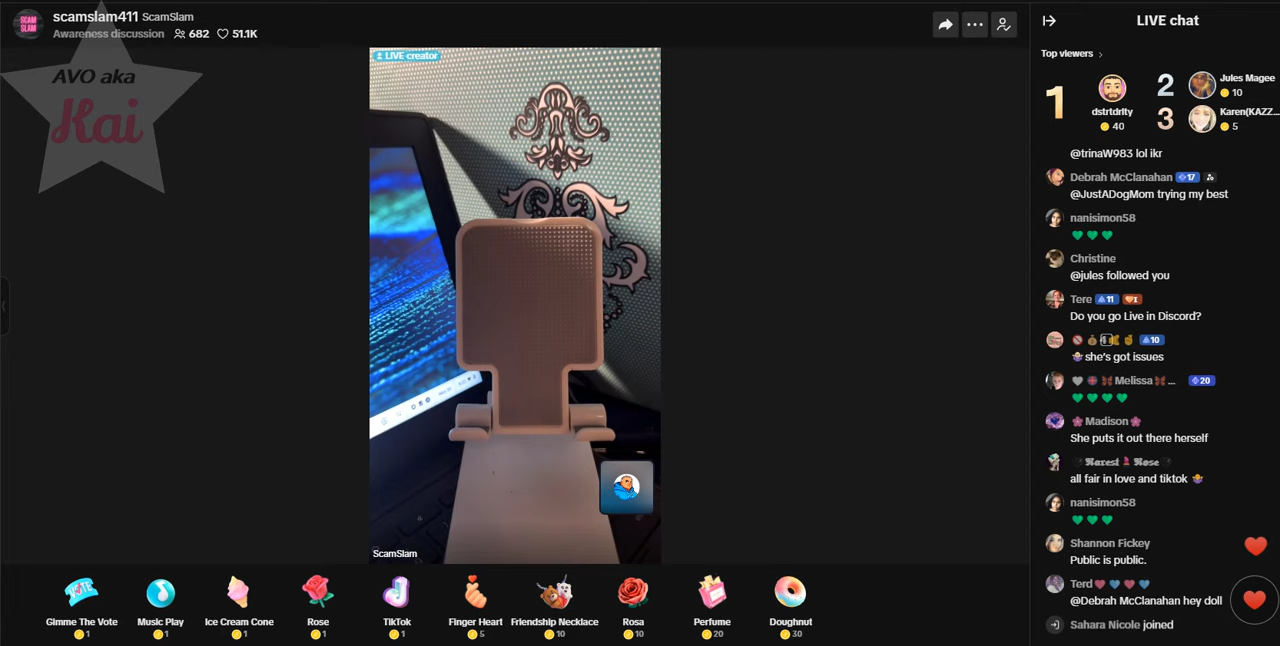 SCAM
SLAM
scamslam411 ScamSlam
Awareness discussion 682 51.1K
AVO aka
Kai
LIVE creator
ScamSlam
Gimme The Vote
1
Music Play
1
Ice Cream Cone
1
Rose
1
TikTok
1
Finger Heart
5
Friendship Necklace
10
Rosa
10
Perfume
20
Doughnut
30
LIVE chat
Top viewers
1
dstrtdrlty
40
2
Jules Magee
10
3
Karen(KAZZ...
5
@trinaW983 lol ikr
Debrah McClanahan 17
@JustADogMom trying my best
nanisimon58
💚💚💚
Christine
@jules followed you
Tere 11 I
Do you go Live in Discord?
10
🤷she's got issues
Melissa ... 20
💚💚💚💚
🌸Madison🌸
She puts it out there herself
all fair in love and tiktok 🤷
nanisimon58
💚💚💚
Shannon Fickey
Public is public.
Terd
@Debrah McClanahan hey doll
Sahara Nicole joined